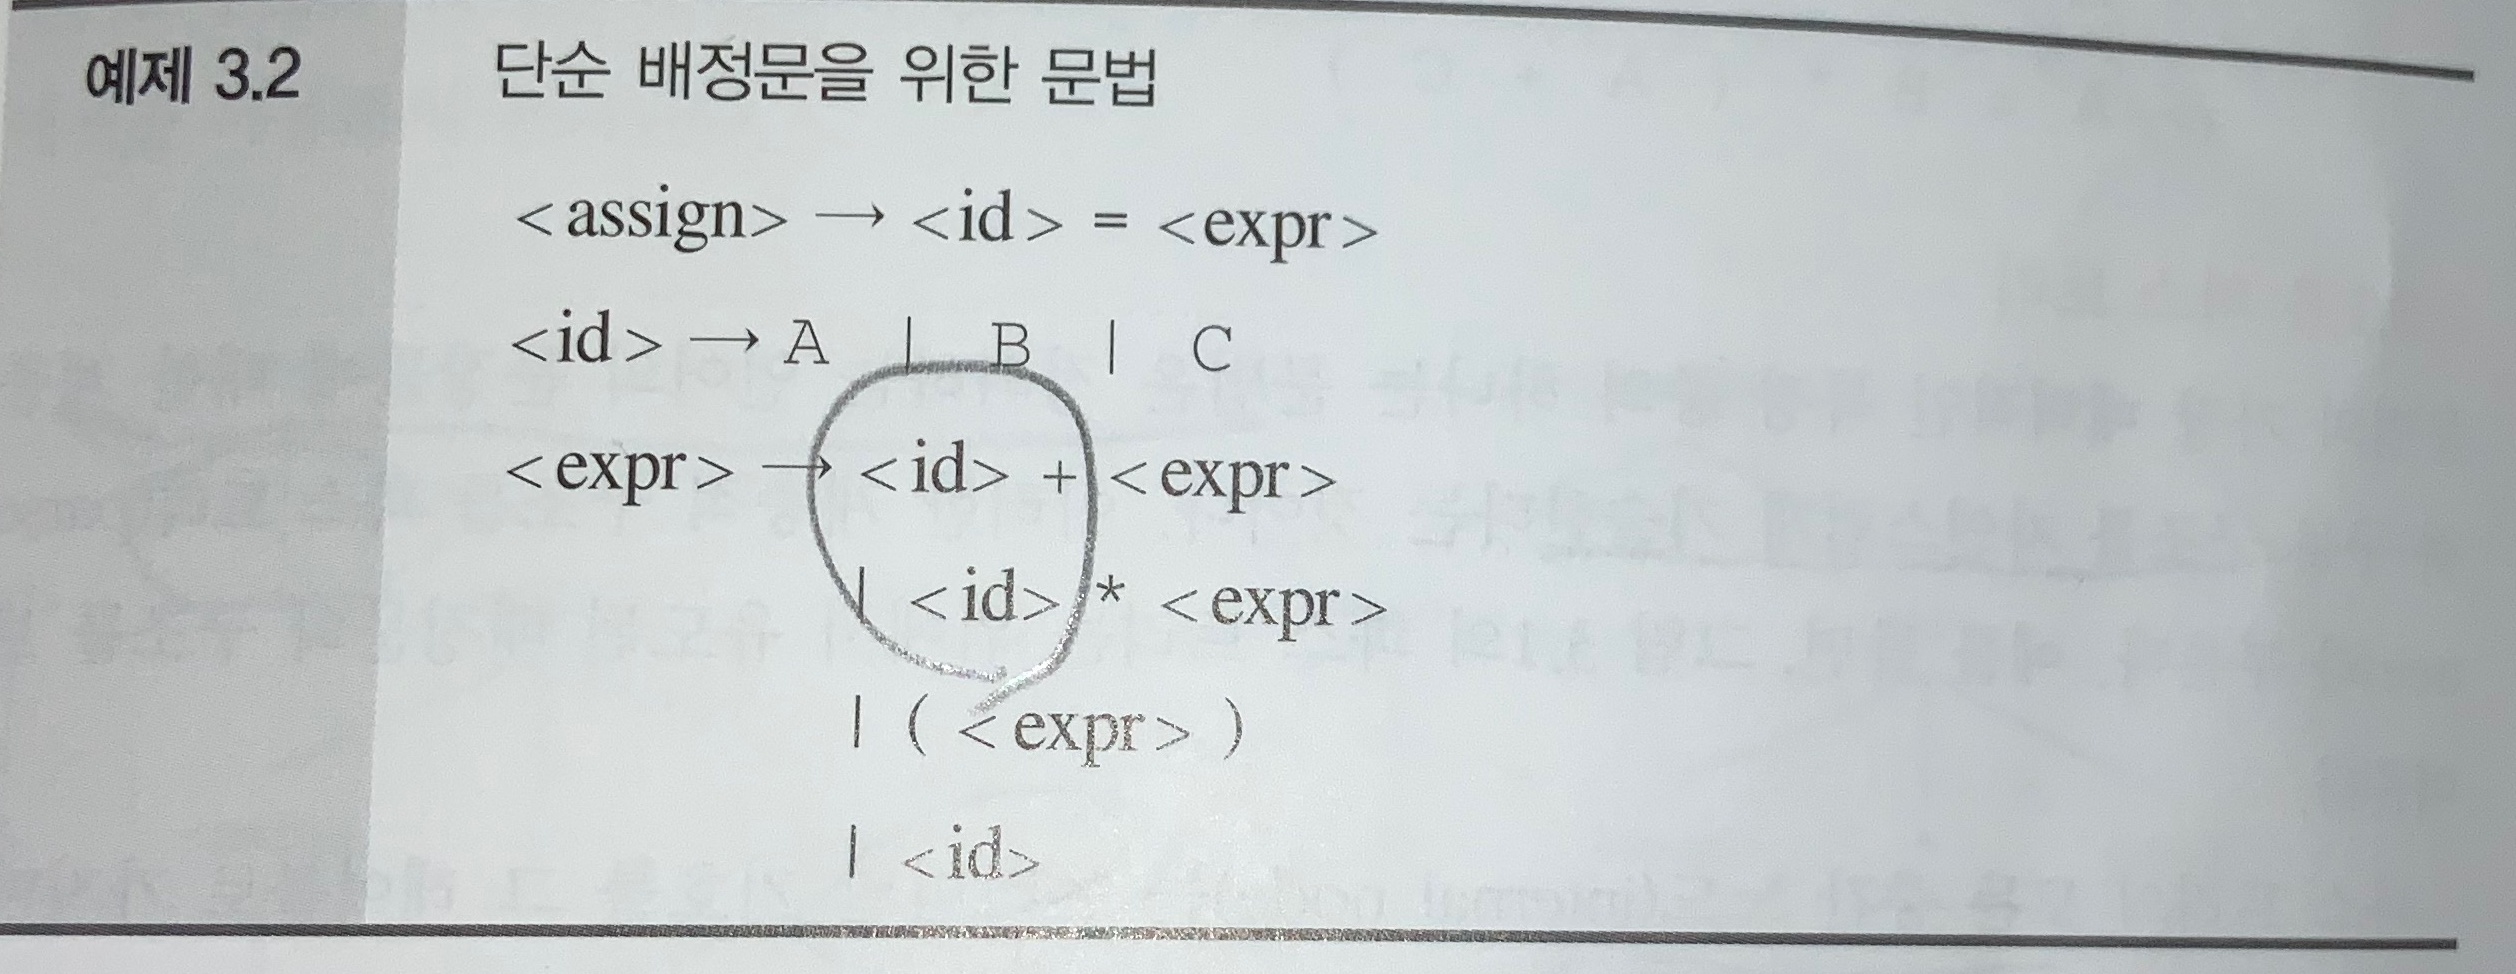 예제 3.2 단순 배정문을 위한 문법
<assign> → <id> = <expr>
<id> → A | B | C
<expr> → <id> + <expr>
| <id> * <expr>
| ( <expr> )
| <id>